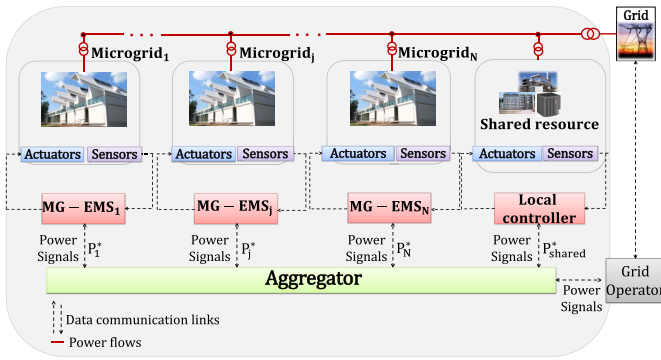 Grid
Microgrid1
Microgridj
MicrogridN
Shared resource
Actuators Sensors
Actuators Sensors
Actuators Sensors
Actuators Sensors
MG − EMS1
MG − EMSj
MG − EMSN
Local
controller
Power
Signals
P1*
Power
Signals
Pj*
Power
Signals
PN*
Power
Signals
P*shared
Aggregator
Power
Signals
Grid
Operator
Data communication links
Power flows